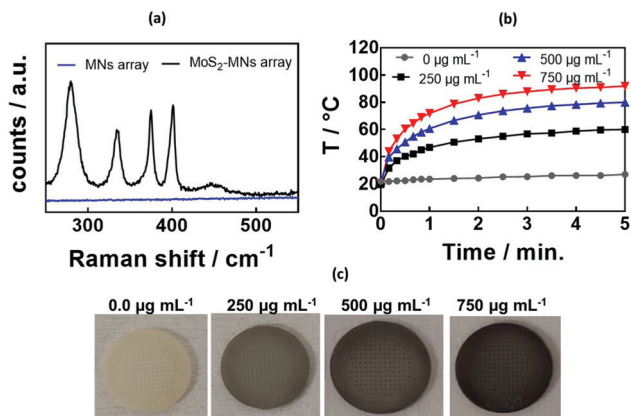 (a)
MNs array
MoS₂-MNs array
counts / a.u.
300
400
500
Raman shift / cm⁻¹
(b)
0 µg mL⁻¹
500 µg mL⁻¹
250 µg mL⁻¹
750 µg mL⁻¹
T / °C
120
100
80
60
40
20
0
0
1
2
3
4
5
Time / min.
(c)
0.0 µg mL⁻¹
250 µg mL⁻¹
500 µg mL⁻¹
750 µg mL⁻¹